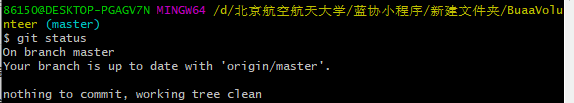 86150@DESKTOP-PGAGV7N MINGW64 /d/北京航空航天大学/蓝协小程序/新建文件夹/BuaaVolu
nteer (master)
$ git status
On branch master
Your branch is up to date with 'origin/master'.
nothing to commit, working tree clean